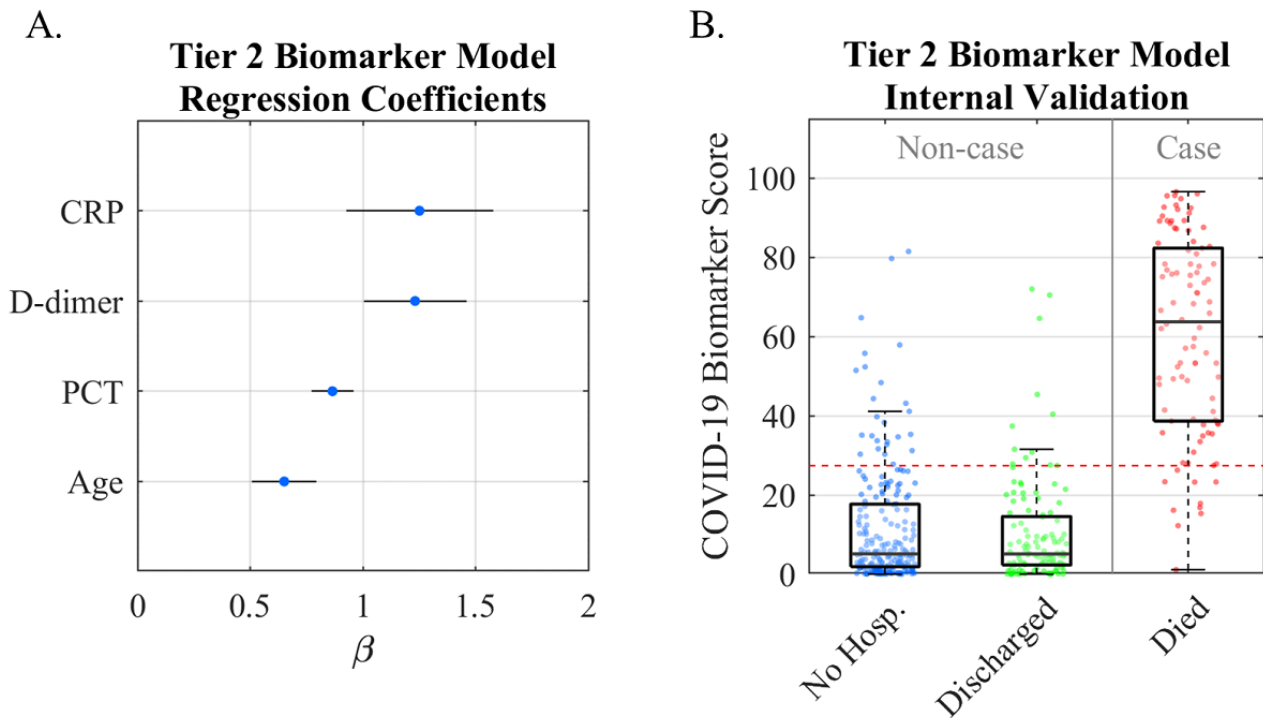 A.
Tier 2 Biomarker Model
Regression Coefficients
CRP
D-dimer
PCT
Age
0 0.5 1 1.5 2
β
B.
Tier 2 Biomarker Model
Internal Validation
Non-case Case
COVID-19 Biomarker Score
100
80
60
40
20
0
No Hosp.
Discharged
Died